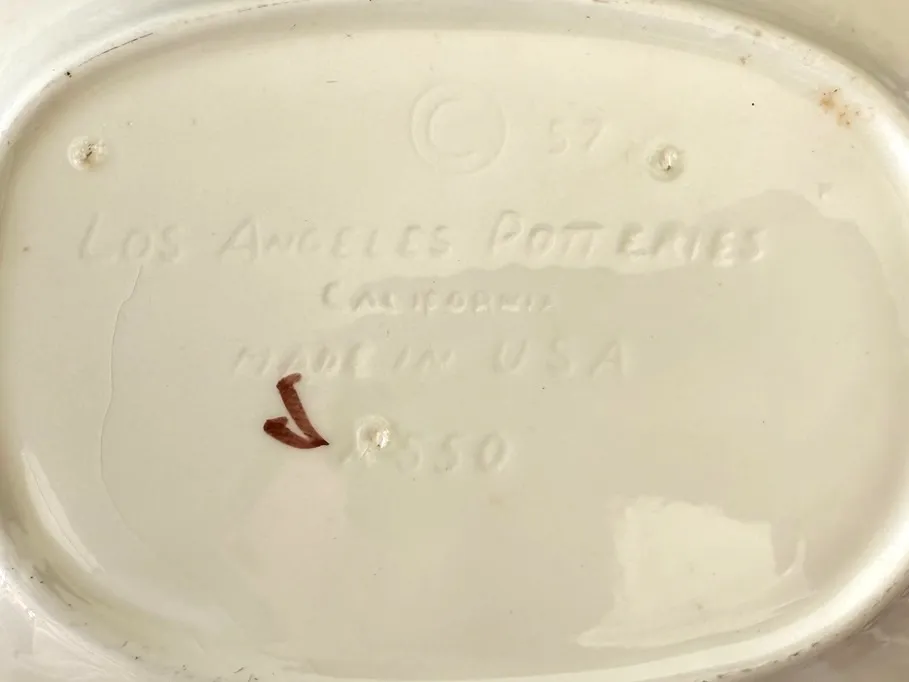 © 57
LOS ANGELES POTTERIES
CALIFORNIA
MADE IN USA
J
550